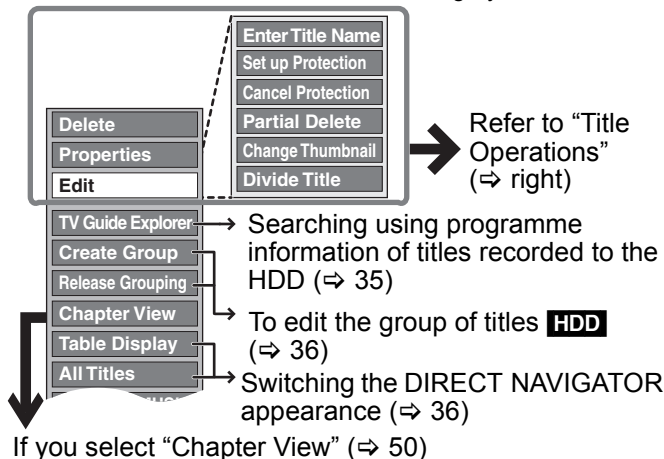 Enter Title Name
Set up Protection
Cancel Protection
Partial Delete
Change Thumbnail
Divide Title
Delete
Properties
Edit
Refer to “Title
Operations”
(⇨ right)
TV Guide Explorer
Create Group
Release Grouping
Chapter View
Table Display
All Titles
Searching using programme
information of titles recorded to the
HDD (⇨ 35)
To edit the group of titles HDD
(⇨ 36)
Switching the DIRECT NAVIGATOR
appearance (⇨ 36)
If you select “Chapter View” (⇨ 50)